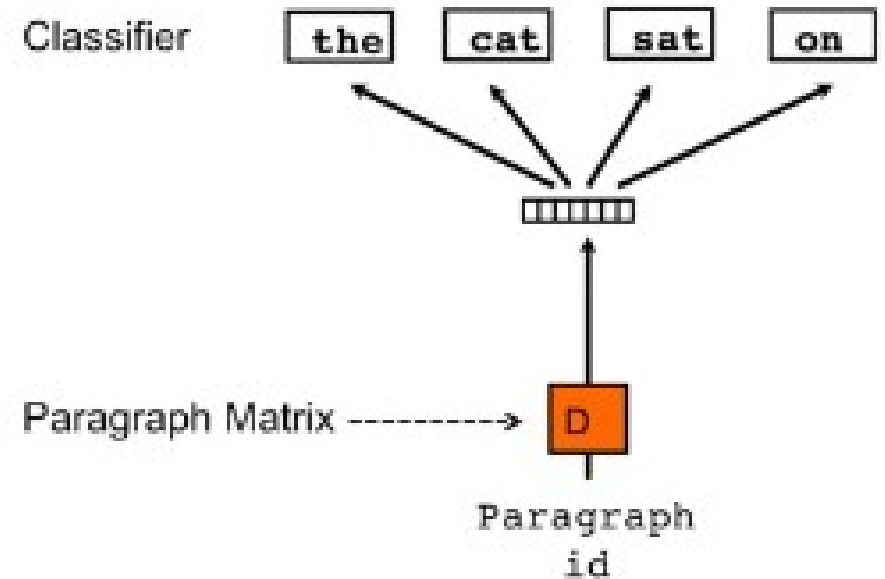 Classifier the cat sat on
Paragraph Matrix D
Paragraph
id